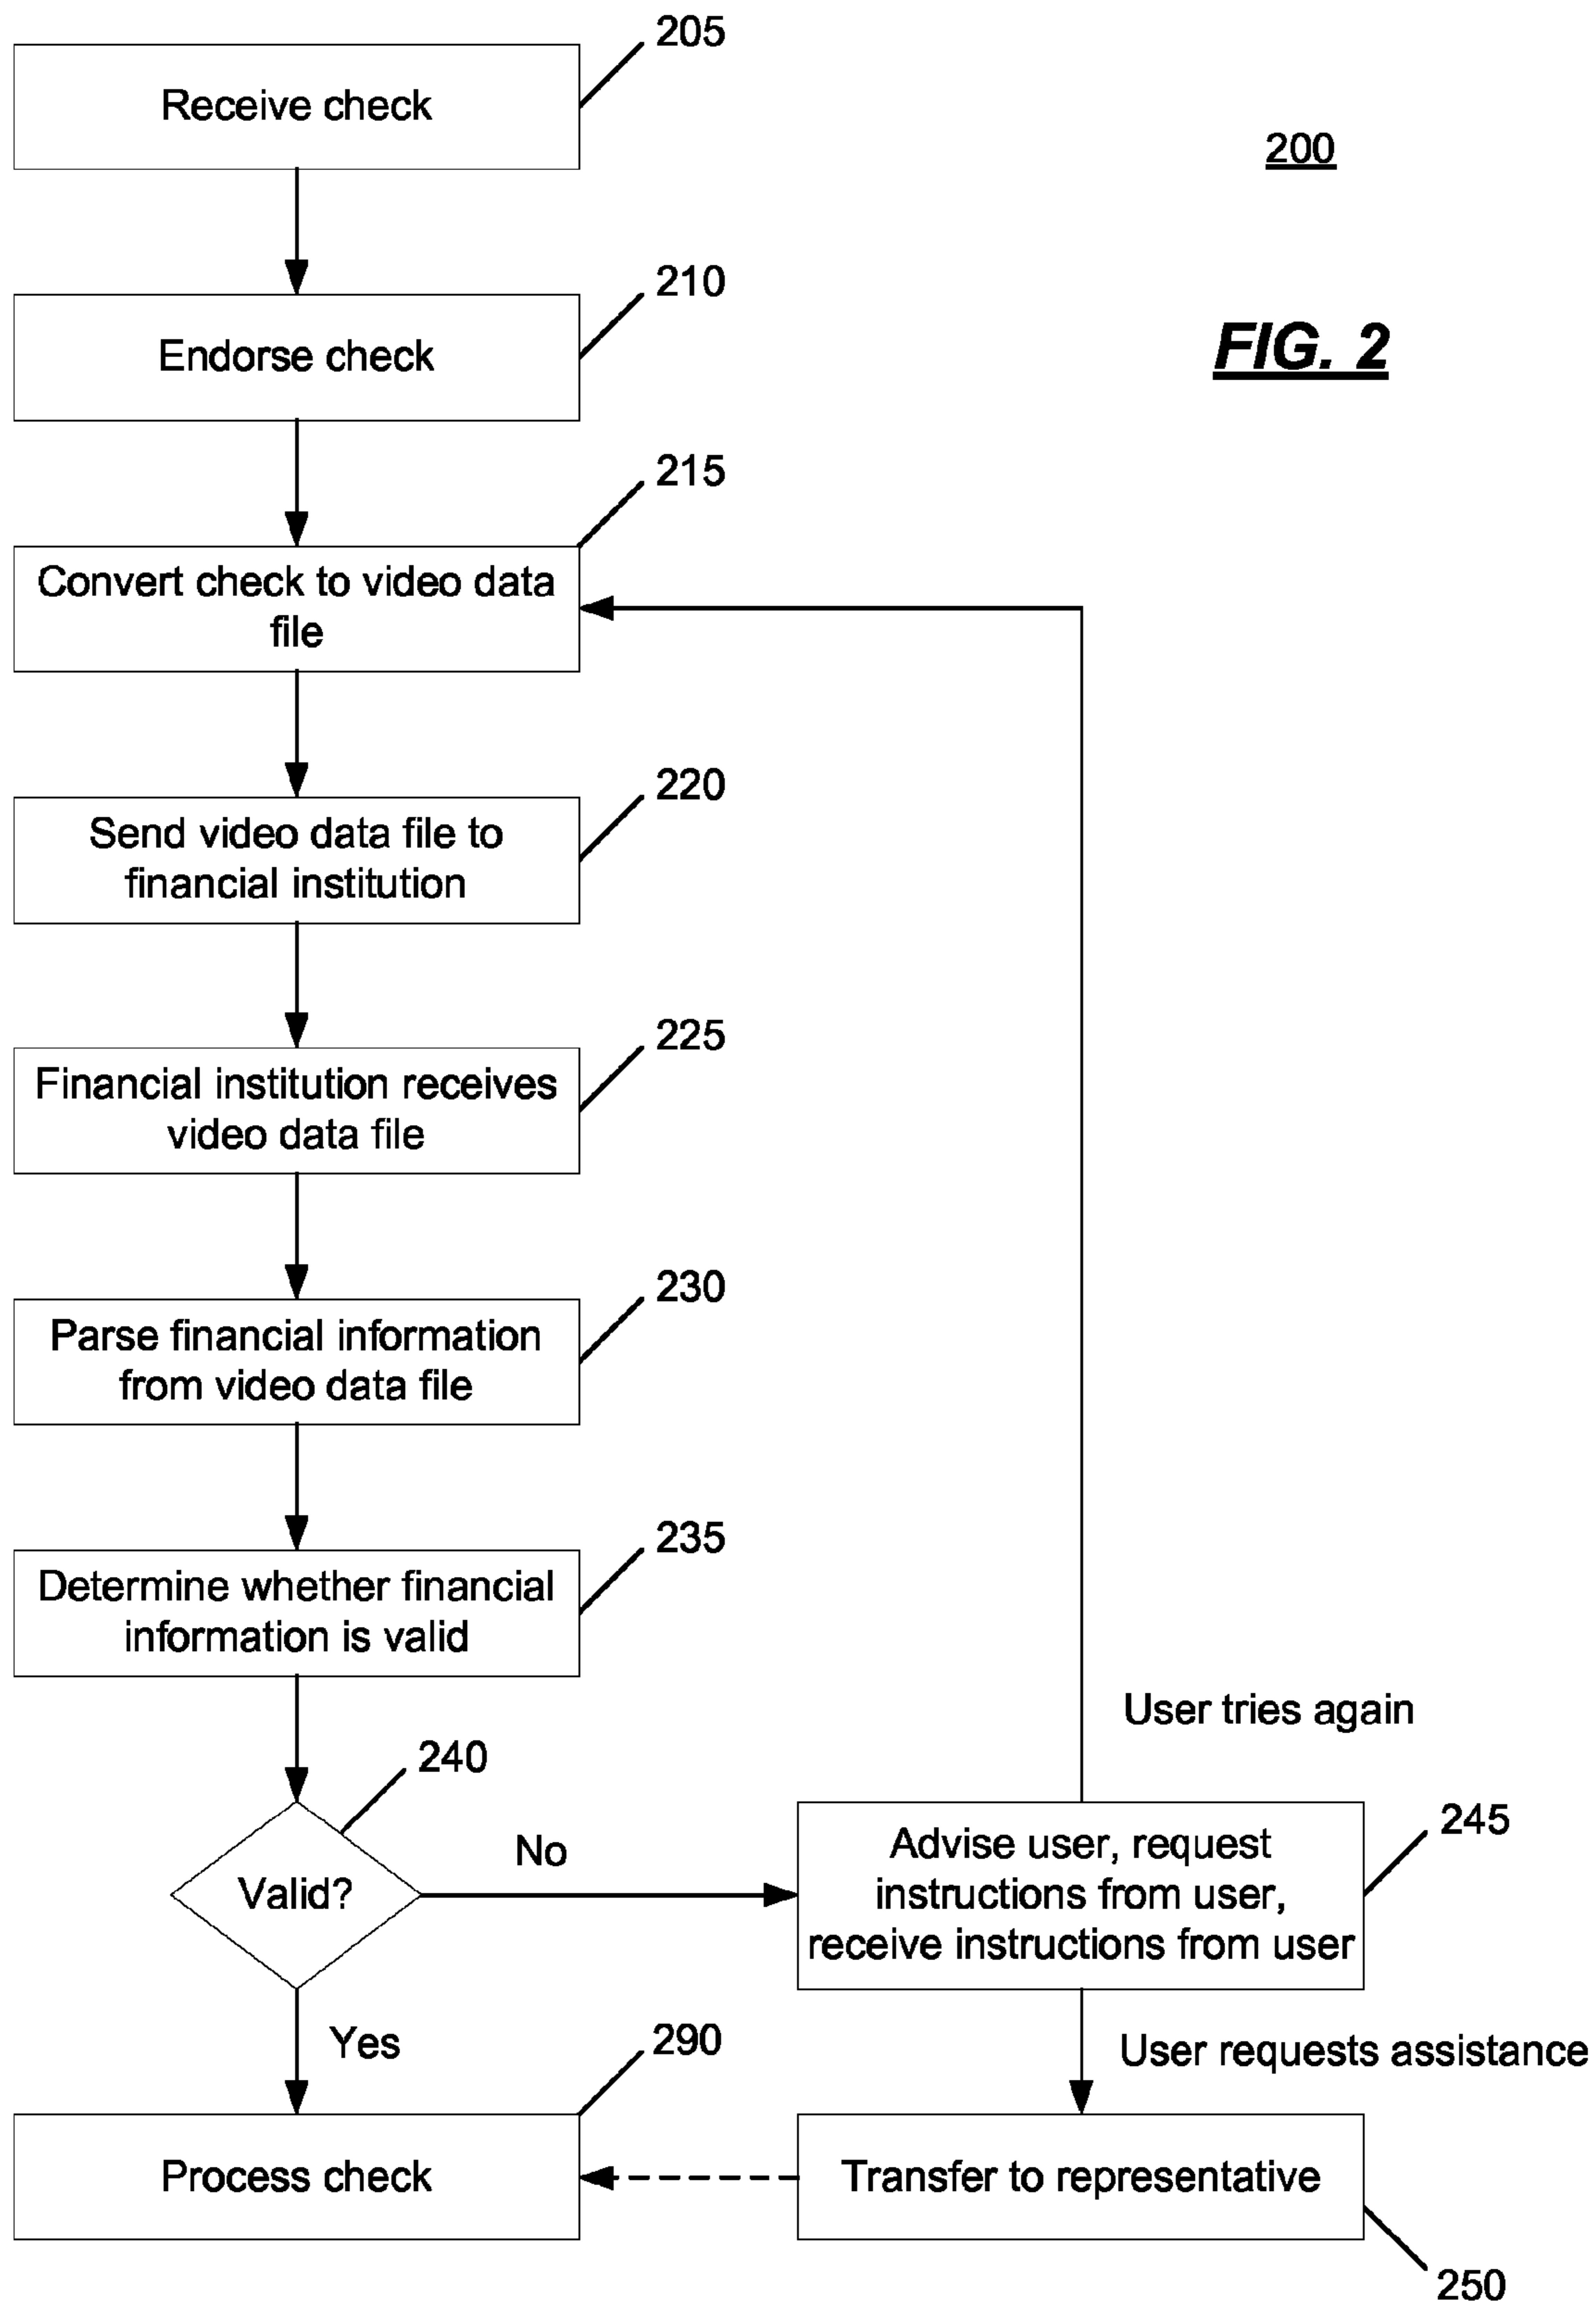 205
Receive check
200
210
Endorse check
FIG. 2
215
Convert check to video data
file
220
Send video data file to
financial institution
225
Financial institution receives
video data file
230
Parse financial information
from video data file
235
Determine whether financial
information is valid
User tries again
240
Valid?
No
245
Advise user, request
instructions from user,
receive instructions from user
Yes
290
User requests assistance
Process check
Transfer to representative
250